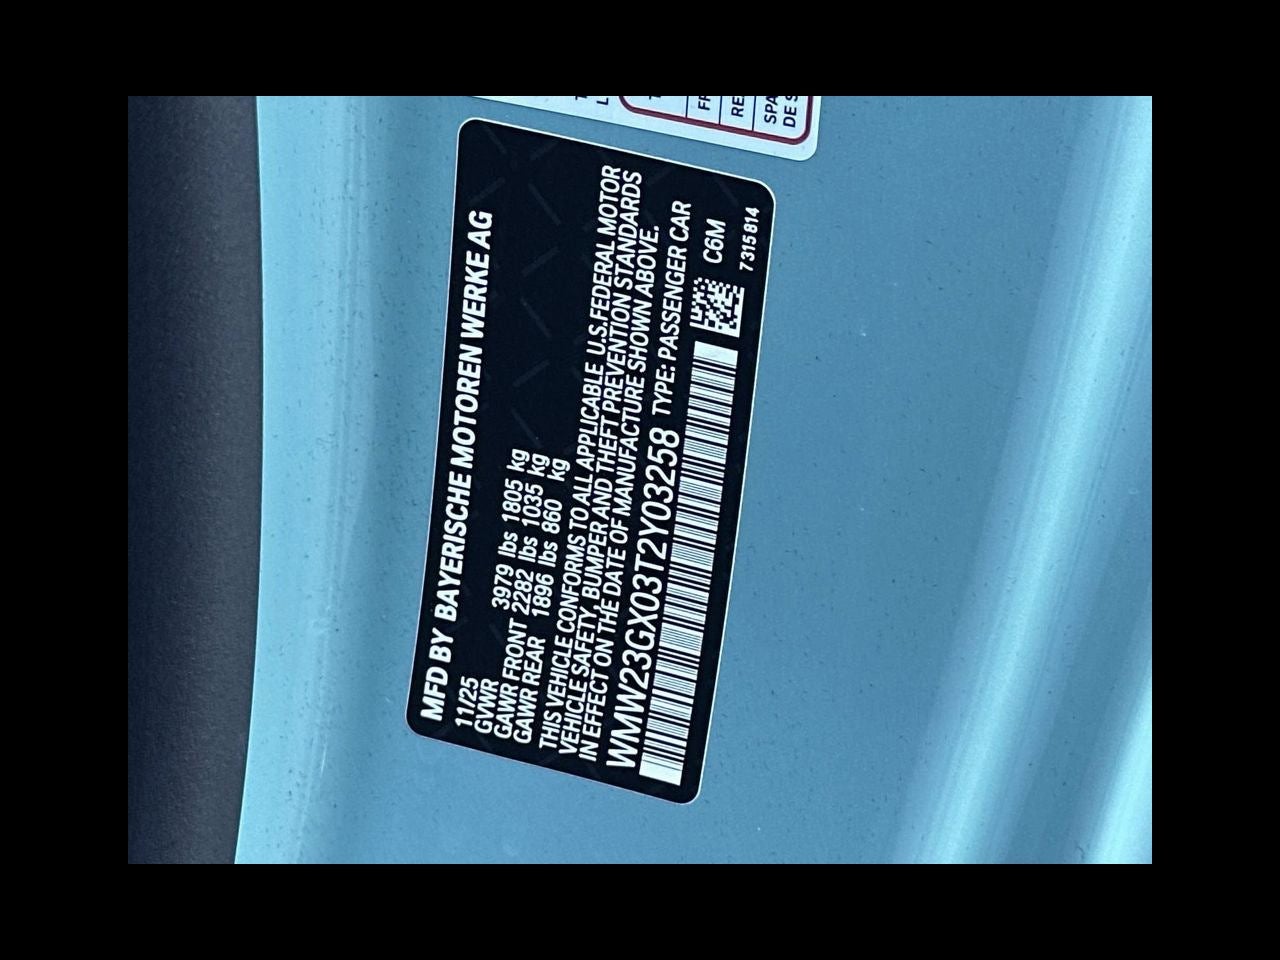 MFD BY BAYERISCHE MOTOREN WERKE AG
11/25
GVWR 3979 lbs 1805 kg
GAWR FRONT 2282 lbs 1035 kg
GAWR REAR 1896 lbs 860 kg
THIS VEHICLE CONFORMS TO ALL APPLICABLE U.S.FEDERAL MOTOR
VEHICLE SAFETY, BUMPER AND THEFT PREVENTION STANDARDS
IN EFFECT ON THE DATE OF MANUFACTURE SHOWN ABOVE.
WMW23GX03T2Y03258 TYPE: PASSENGER CAR
C6M
7315814
SPA
DE S